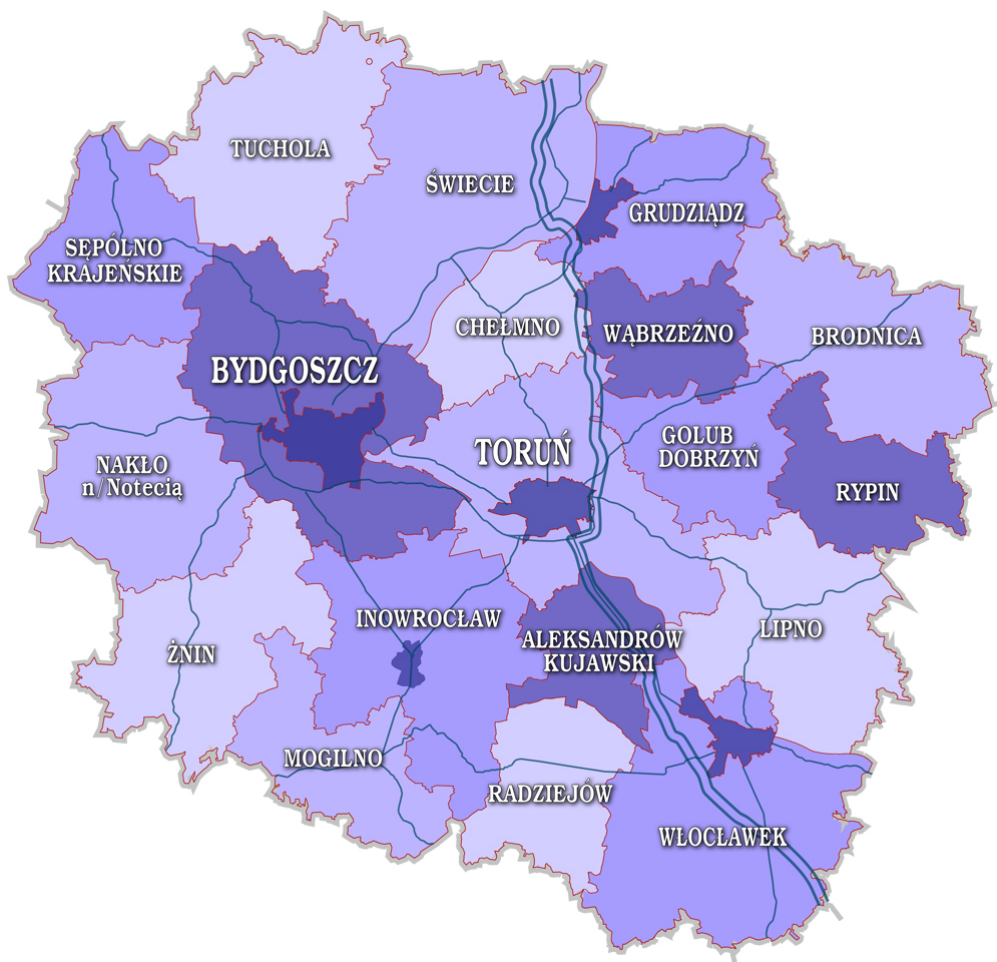 TUCHOLA
ŚWIECIE
GRUDZIĄDZ
SĘPÓLNO
KRAJEŃSKIE
CHEŁMNO
WĄBRZEŹNO
BRODNICA
BYDGOSZCZ
TORUŃ
GOLUB
DOBRZYŃ
NAKŁO
n/Notecią
RYPIN
INOWROCŁAW
ALEKSANDRÓW
KUJAWSKI
LIPNO
ŻNIN
MOGILNO
RADZIEJÓW
WŁOCŁAWEK